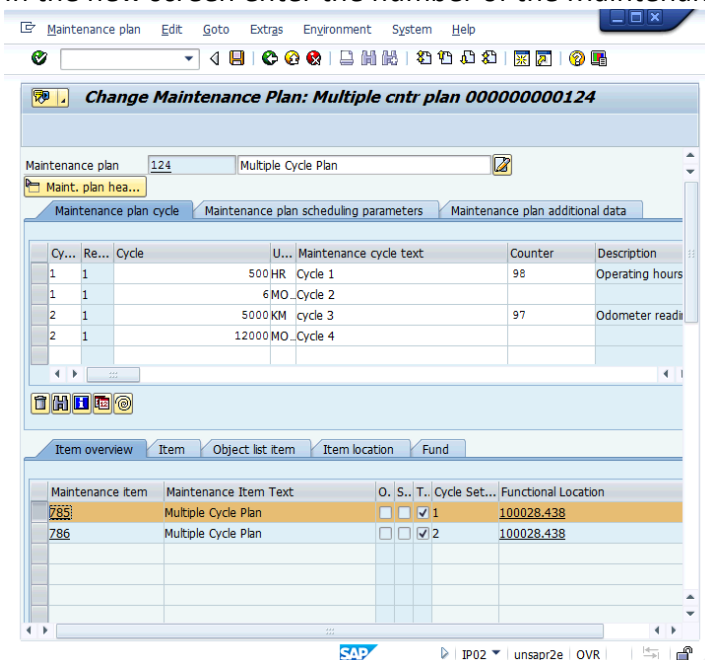 Maintenance plan Edit Goto Extras Environment System Help
Change Maintenance Plan: Multiple cntr plan 000000000124
Maintenance plan 124 Multiple Cycle Plan
Maint. plan hea...
Maintenance plan cycle Maintenance plan scheduling parameters Maintenance plan additional data
Cy... Re... Cycle U... Maintenance cycle text Counter Description
1 1 500 HR Cycle 1 98 Operating hours
1 1 6 MO... Cycle 2
2 1 5000 KM cycle 3 97 Odometer readi
2 1 12000 MO... Cycle 4
Item overview Item Object list item Item location Fund
Maintenance item Maintenance Item Text O. S.. T.. Cycle Set... Functional Location
785 Multiple Cycle Plan 1 100028.438
786 Multiple Cycle Plan 2 100028.438
SAP IP02 unsapr2e OVR